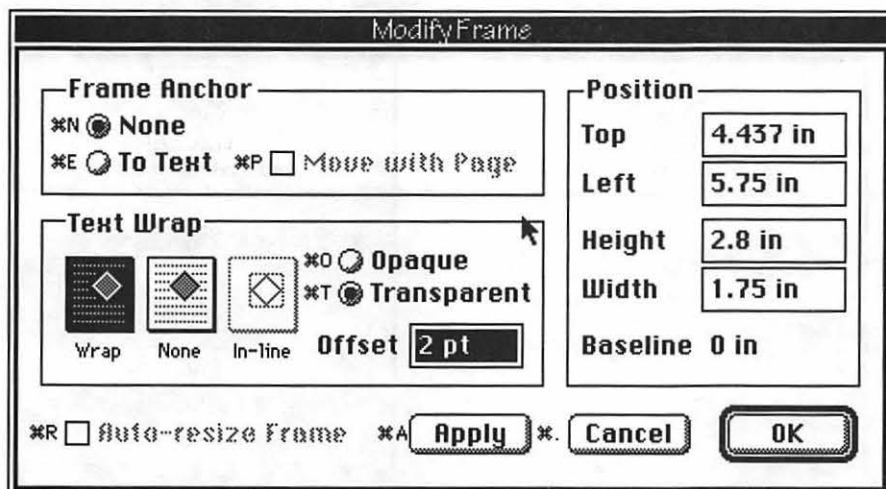 Modify Frame
Frame Anchor
⌘N None
⌘E To Text ⌘P Move with Page
Text Wrap
Wrap None In-line
⌘O Opaque
⌘T Transparent
Offset 2 pt
Position
Top 4.437 in
Left 5.75 in
Height 2.8 in
Width 1.75 in
Baseline 0 in
⌘R Auto-resize Frame ⌘A Apply ⌘. Cancel OK